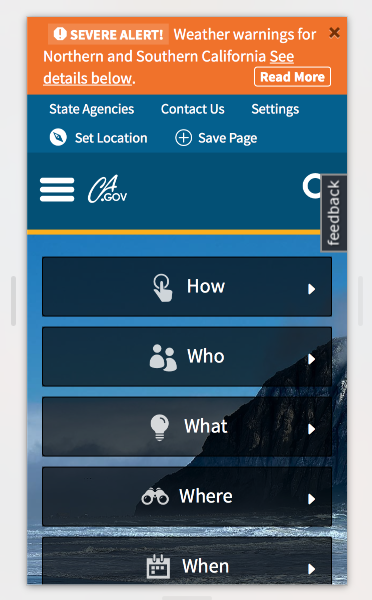 SEVERE ALERT! Weather warnings for
Northern and Southern California See
details below.
Read More
State Agencies Contact Us Settings
Set Location Save Page
CA.GOV
feedback
How
Who
What
Where
When